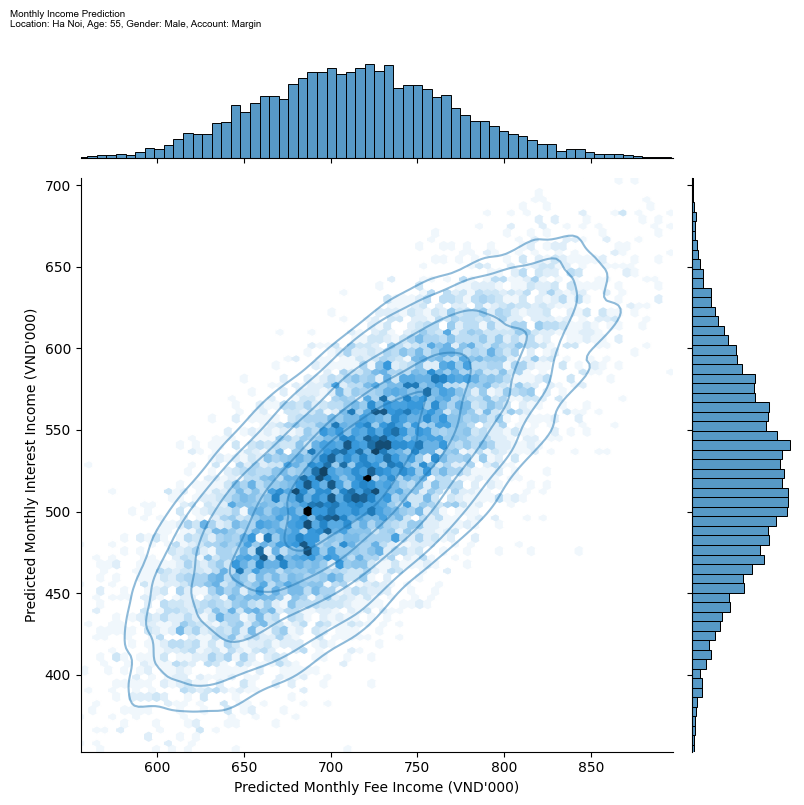 Monthly Income Prediction
Location: Ha Noi, Age: 55, Gender: Male, Account: Margin
700
650
600
550
500
450
400
Predicted Monthly Interest Income (VND'000)
600 650 700 750 800 850
Predicted Monthly Fee Income (VND'000)